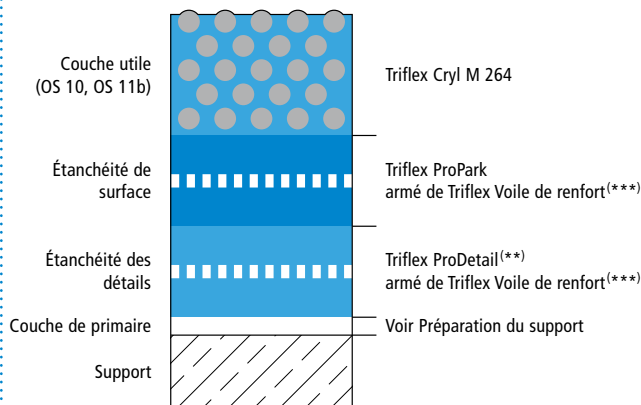 Couche utile
(OS 10, OS 11b)
Triflex Cryl M 264
Étanchéité de
surface
Triflex ProPark
armé de Triflex Voile de renfort(***)
Étanchéité des
détails
Triflex ProDetail(**)
armé de Triflex Voile de renfort(***)
Couche de primaire
Voir Préparation du support
Support